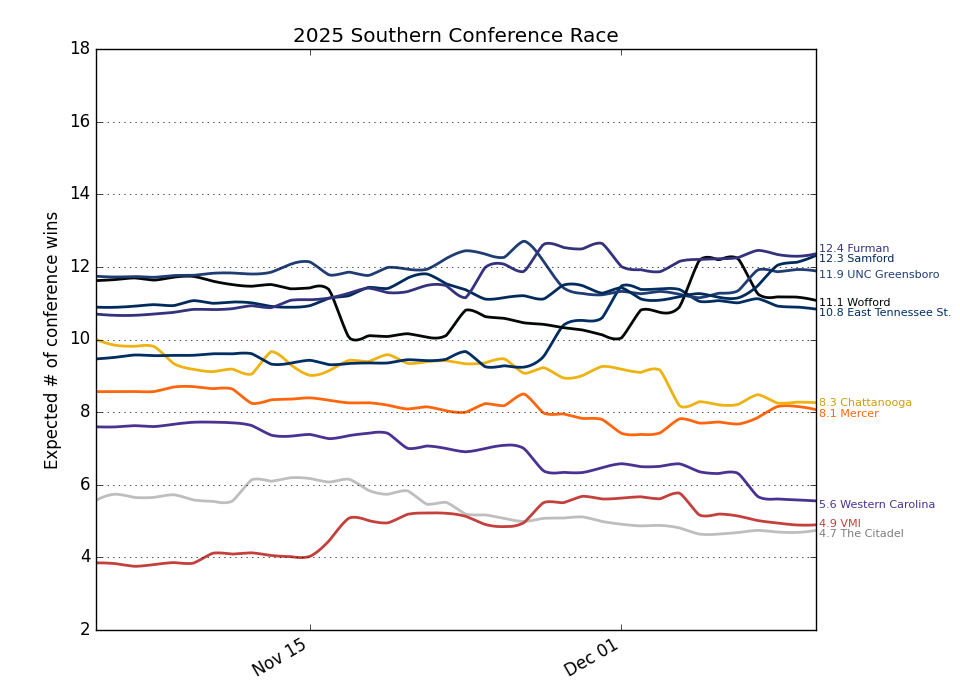 2025 Southern Conference Race
Expected # of conference wins
18
16
14
12
10
8
6
4
2
Nov 15
Dec 01
12.4 Furman
12.3 Samford
11.9 UNC Greensboro
11.1 Wofford
10.8 East Tennessee St.
8.3 Chattanooga
8.1 Mercer
5.6 Western Carolina
4.9 VMI
4.7 The Citadel